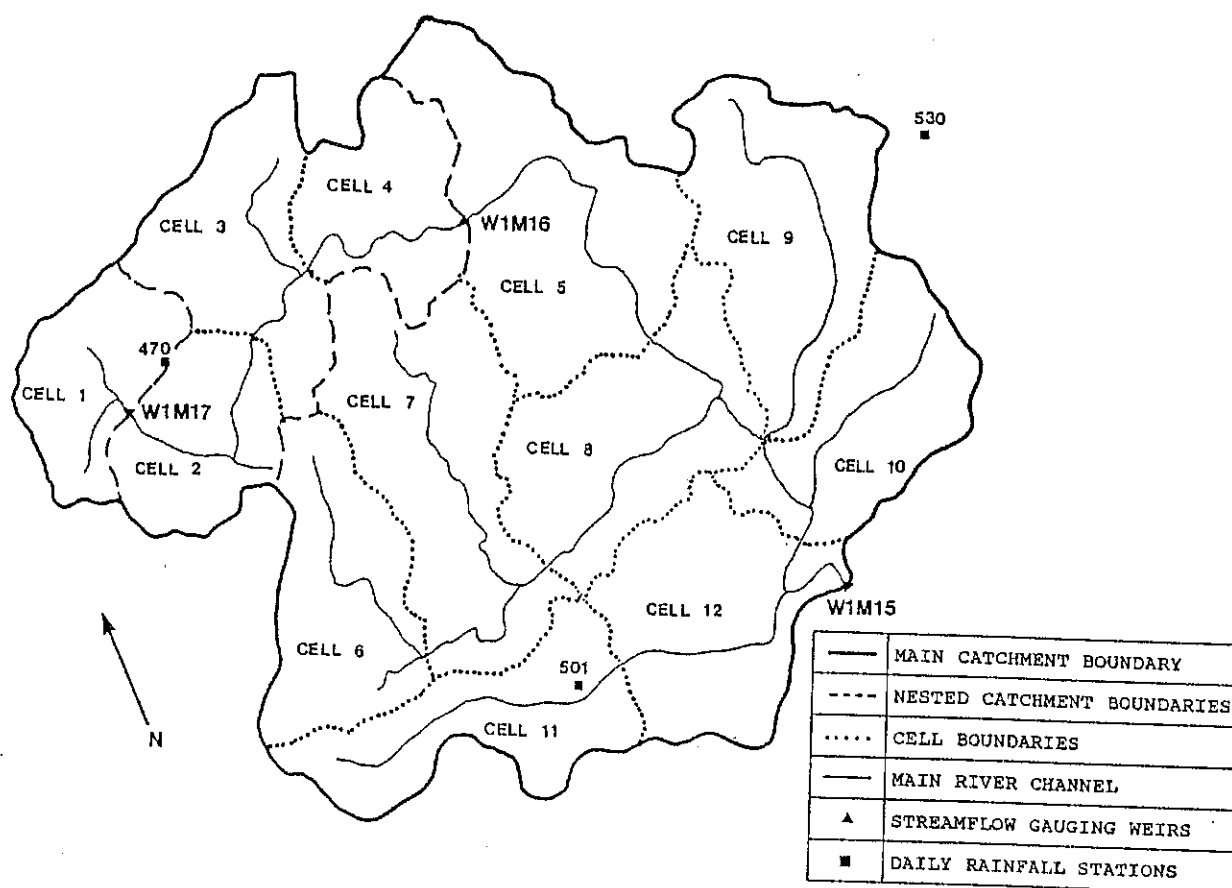 530
CELL 4
CELL 3
W1M16
CELL 9
CELL 5
470
CELL 1
W1M17
CELL 7
CELL 8
CELL 2
CELL 10
CELL 12
W1M15
CELL 6
501
CELL 11
N
MAIN CATCHMENT BOUNDARY
NESTED CATCHMENT BOUNDARIES
CELL BOUNDARIES
MAIN RIVER CHANNEL
STREAMFLOW GAUGING WEIRS
DAILY RAINFALL STATIONS